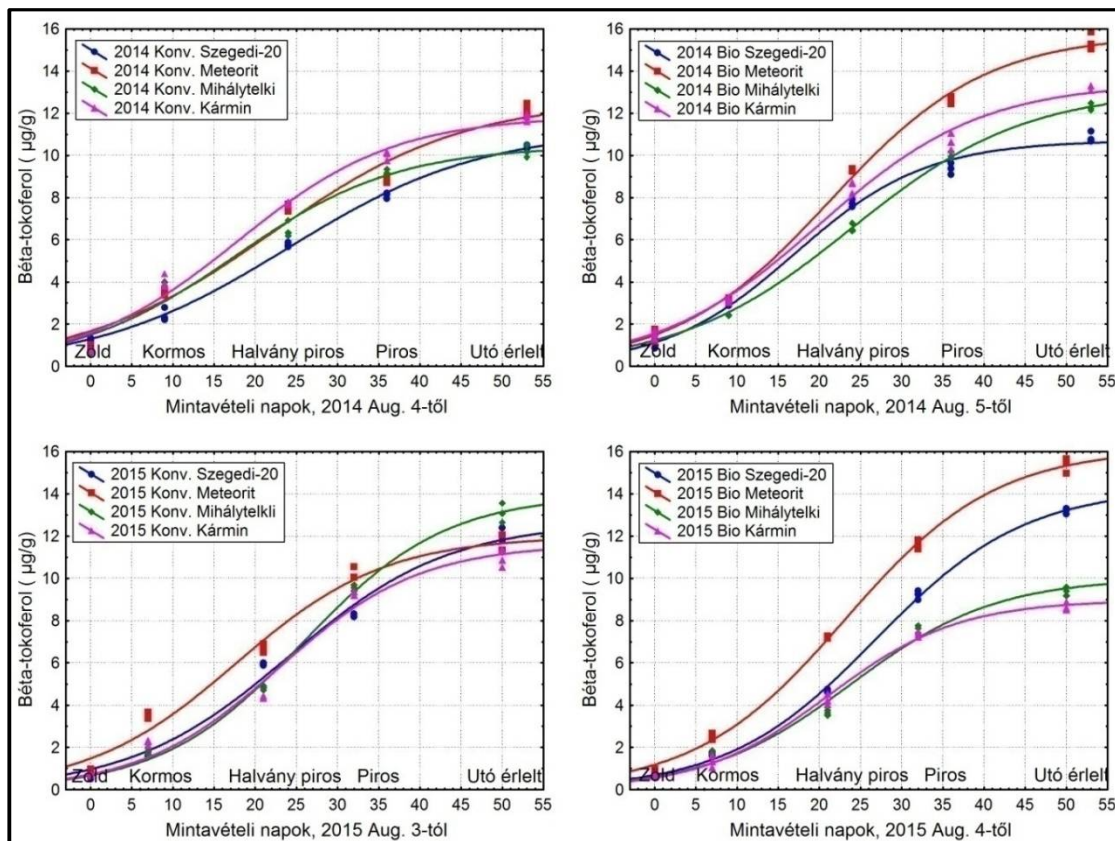 2014 Konv. Szegedi-20
2014 Konv. Meteorit
2014 Konv. Mihálytelki
2014 Konv. Kármin
Béta-tokoferol ( µg/g)
16
14
12
10
8
6
4
2
0
Zöld Kormos Halvány piros Piros Utó érlelt
0 5 10 15 20 25 30 35 40 45 50 55
Mintavételi napok, 2014 Aug. 4-től
2014 Bio Szegedi-20
2014 Bio Meteorit
2014 Bio Mihálytelki
2014 Bio Kármin
Béta-tokoferol ( µg/g)
16
14
12
10
8
6
4
2
0
Zöld Kormos Halvány piros Piros Utó érlelt
0 5 10 15 20 25 30 35 40 45 50 55
Mintavételi napok, 2014 Aug. 5-től
2015 Konv. Szegedi-20
2015 Konv. Meteorit
2015 Konv. Mihálytelkli
2015 Konv. Kármin
Béta-tokoferol ( µg/g)
16
14
12
10
8
6
4
2
0
Zöld Kormos Halvány piros Piros Utó érlelt
0 5 10 15 20 25 30 35 40 45 50 55
Mintavételi napok, 2015 Aug. 3-tól
2015 Bio Szegedi-20
2015 Bio Meteorit
2015 Bio Mihálytelki
2015 Bio Kármin
Béta-tokoferol ( µg/g)
16
14
12
10
8
6
4
2
0
Zöld Kormos Halvány piros Piros Utó érlelt
0 5 10 15 20 25 30 35 40 45 50 55
Mintavételi napok, 2015 Aug. 4-től